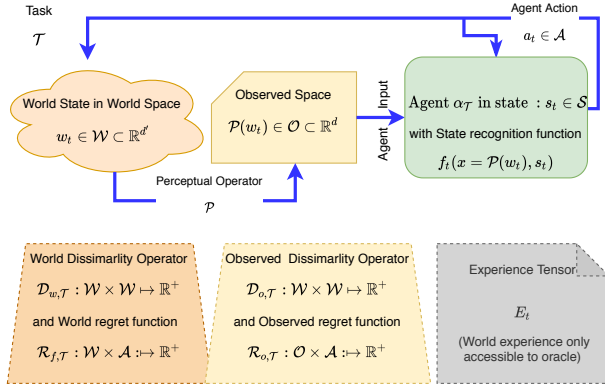 Task
𝒯
Agent Action
a_t ∈ 𝒜
World State in World Space
w_t ∈ 𝒲 ⊂ ℝ^{d′}
Observed Space
𝒫(w_t) ∈ 𝒪 ⊂ ℝ^d
Agent Input
Agent α_𝒯 in state : s_t ∈ 𝒮
with State recognition function
f_t(x = 𝒫(w_t), s_t)
Perceptual Operator
𝒫
World Dissimarlity Operator
𝒟_{w,𝒯} : 𝒲 × 𝒲 ↦ ℝ^+
and World regret function
ℛ_{f,𝒯} : 𝒲 × 𝒜 :↦ ℝ^+
Observed Dissimarlity Operator
𝒟_{o,𝒯} : 𝒲 × 𝒲 ↦ ℝ^+
and Observed regret function
ℛ_{o,𝒯} : 𝒪 × 𝒜 :↦ ℝ^+
Experience Tensor
E_t
(World experience only
accessible to oracle)